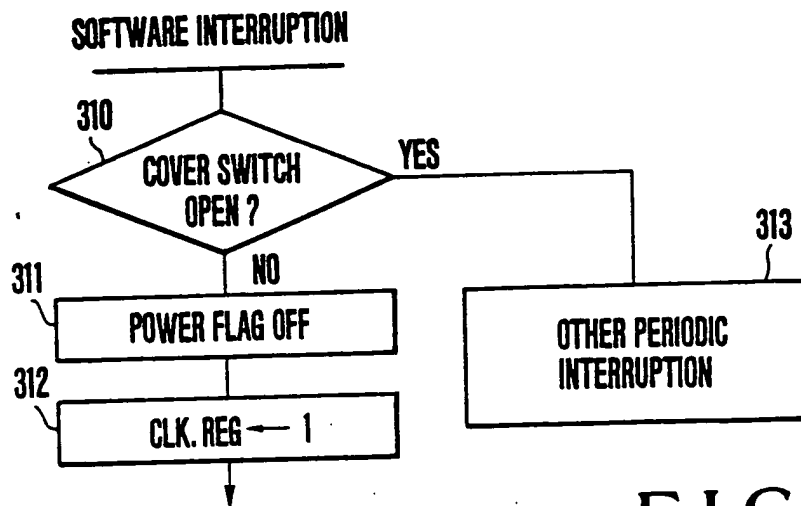 SOFTWARE INTERRUPTION
310
COVER SWITCH
OPEN ?
YES
NO
313
311
POWER FLAG OFF
OTHER PERIODIC
INTERRUPTION
312
CLK. REG ← 1